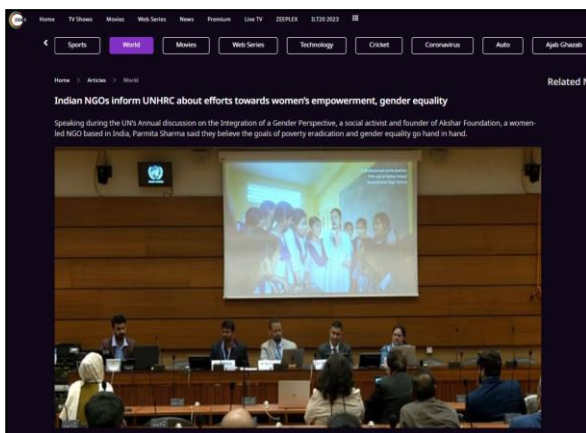 Home TV Shows Movies Web Series News Premium Live TV ZEEPLEX ILT20 2023
Sports World Movies Web Series Technology Cricket Coronavirus Auto Ajab Ghazab
Home > Articles > World
Related N
Indian NGOs inform UNHRC about efforts towards women's empowerment, gender equality
Speaking during the UN's Annual discussion on the Integration of a Gender Perspective, a social activist and founder of Akshar Foundation, a women-
led NGO based in India, Parmita Sharma said they believe the goals of poverty eradication and gender equality go hand in hand.